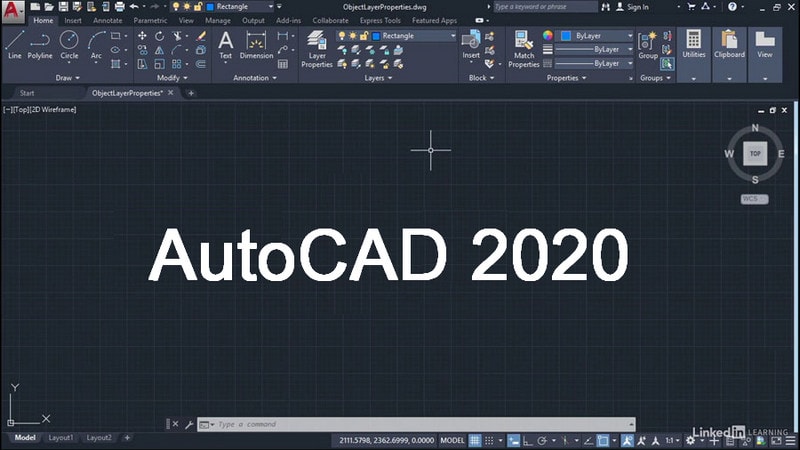 Rectangle
ObjectLayerProperties.dwg
Type a keyword or phrase
Sign In
Home Insert Annotate Parametric View Manage Output Add-ins Collaborate Express Tools Featured Apps
Line Polyline Circle Arc
Text Dimension
Layer Properties
Rectangle
Insert
Match Properties
ByLayer
ByLayer
ByLayer
Group
Utilities
Clipboard
View
Draw Modify Annotation Layers Block Properties Groups
Start ObjectLayerProperties*
[–][Top][2D Wireframe]
N
W TOP E
S
WCS
AutoCAD 2020
Y
X
Type a command
Model Layout1 Layout2
2111.5798, 2362.6999, 0.0000 MODEL
1:1
LinkedIn LEARNING